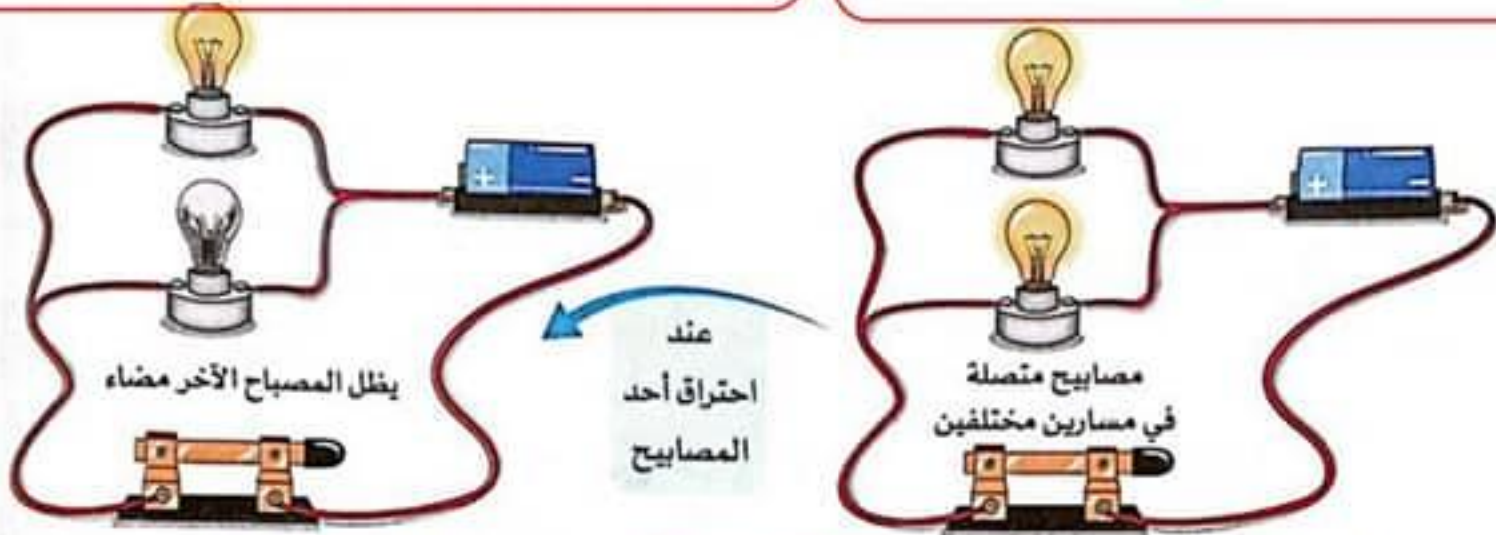 مصابيح متصلة
في مسارين مختلفين
عند
احتراق أحد
المصابيح
يظل المصباح الآخر مضاء
+
-
+
-